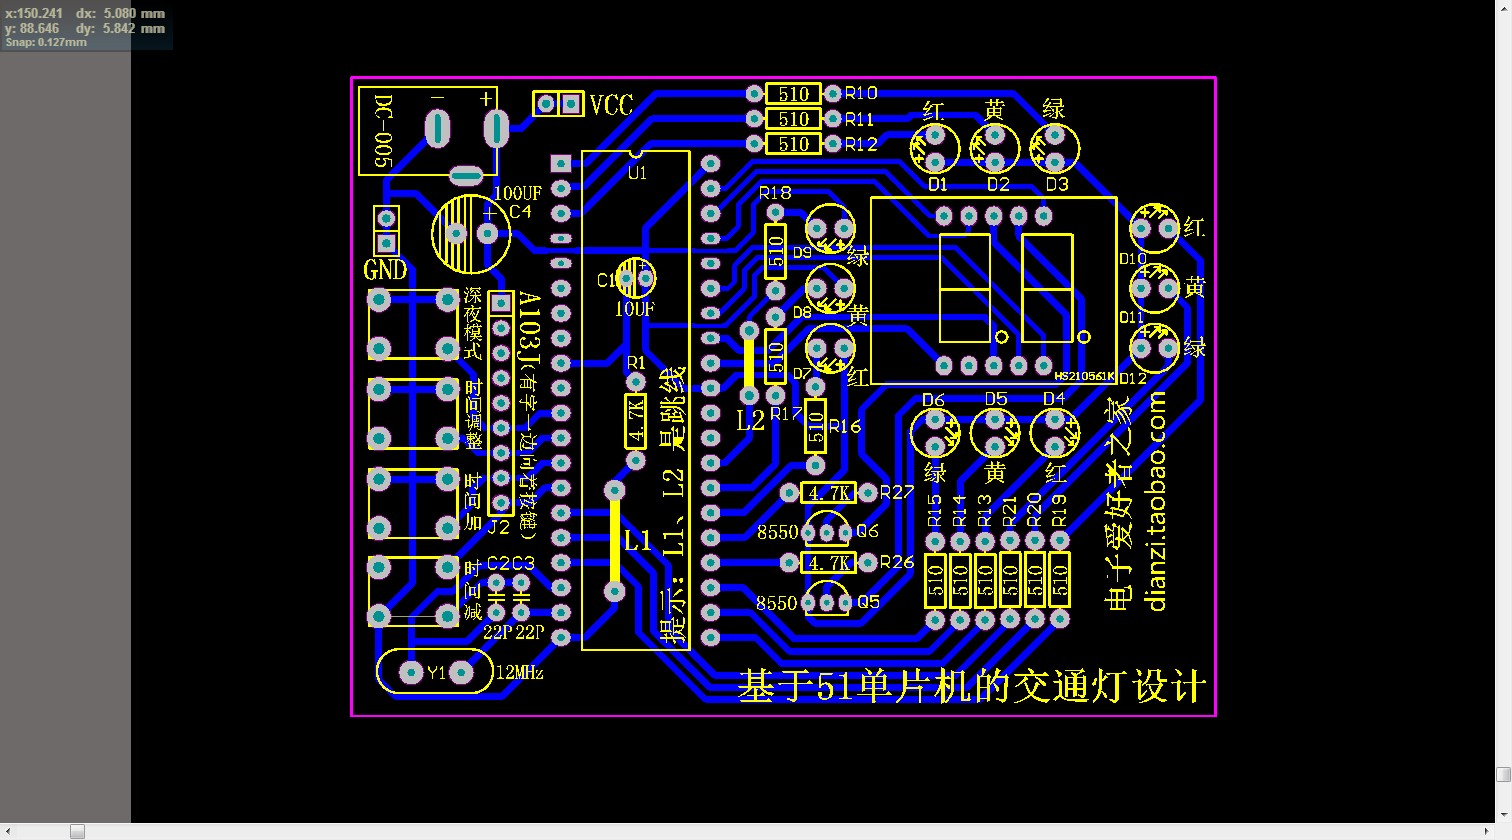 x:150.241 dx: 5.080 mm
y: 88.646 dy: 5.842 mm
Snap: 0.127mm
DC-005
− +
VCC
510 R10
510 R11
510 R12
红 黄 绿
D1 D2 D3
U1
100UF
C4
+
GND
R18
510
D9
绿
D8
黄
D7
红
C1
+
10UF
HS210561K
D10 红
D11 黄
D12 绿
深夜模式
时间调整
时间加
时间减
A103J(有字一边向着按键)
J2
R1
4.7K
L2
510
R17
510
R16
D6 D5 D4
绿 黄 红
4.7K R27
8550 Q6
4.7K R26
8550 Q5
R15 R14 R13 R21 R20 R19
510 510 510 510 510 510
L1
提示：L1、L2 是跳线
C2 C3
22P 22P
Y1 12MHz
电子爱好者之家
dianzi.taobao.com
基于51单片机的交通灯设计